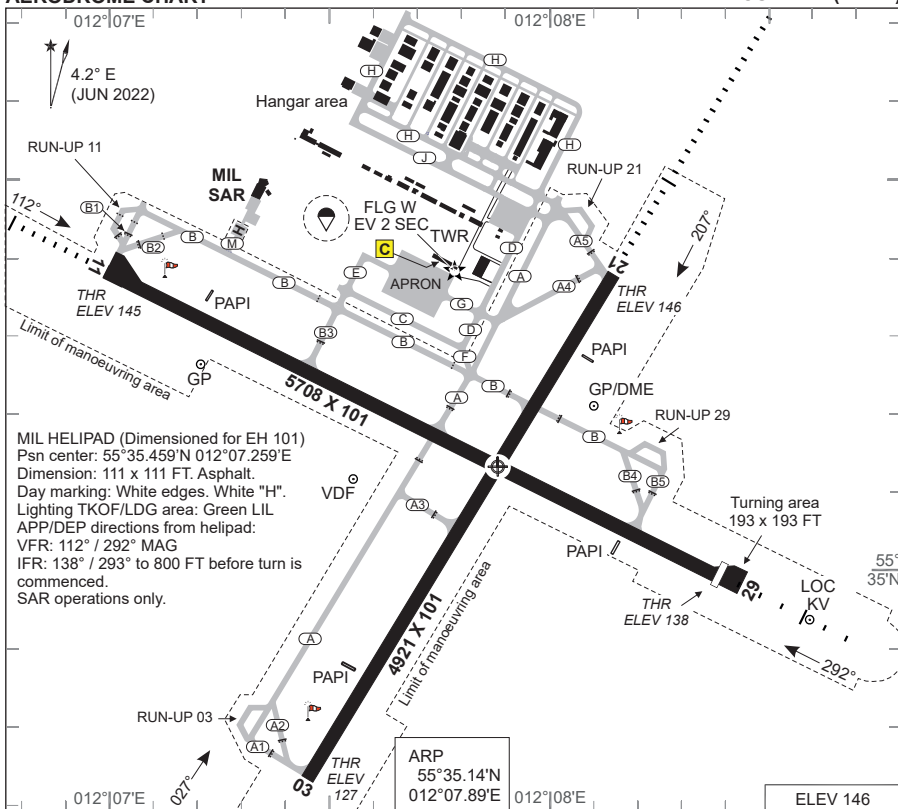 AERODROME CHART
012°07'E
012°08'E
4.2° E
(JUN 2022)
Hangar area
H
H
H
H
H
J
RUN-UP 11
RUN-UP 21
MIL
SAR
H
112°
207°
B1
B2
B
M
B
FLG W
EV 2 SEC
TWR
C
D
A
A5
A4
E
APRON
G
11
THR
ELEV 145
PAPI
21
THR
ELEV 146
B3
C
B
D
F
PAPI
Limit of manoeuvring area
GP
5708 X 101
A
B
GP/DME
RUN-UP 29
B
MIL HELIPAD (Dimensioned for EH 101)
Psn center: 55°35.459'N 012°07.259'E
Dimension: 111 x 111 FT. Asphalt.
Day marking: White edges. White "H".
Lighting TKOF/LDG area: Green LIL
APP/DEP directions from helipad:
VFR: 112° / 292° MAG
IFR: 138° / 293° to 800 FT before turn is
commenced.
SAR operations only.
VDF
A3
B4
B5
Turning area
193 x 193 FT
PAPI
55°
35'N
29
LOC
KV
THR
ELEV 138
292°
A
4921 X 101
Limit of manoeuvring area
PAPI
RUN-UP 03
A2
A1
027°
03
THR
ELEV
127
ARP
55°35.14'N
012°07.89'E
012°07'E
012°08'E
ELEV 146